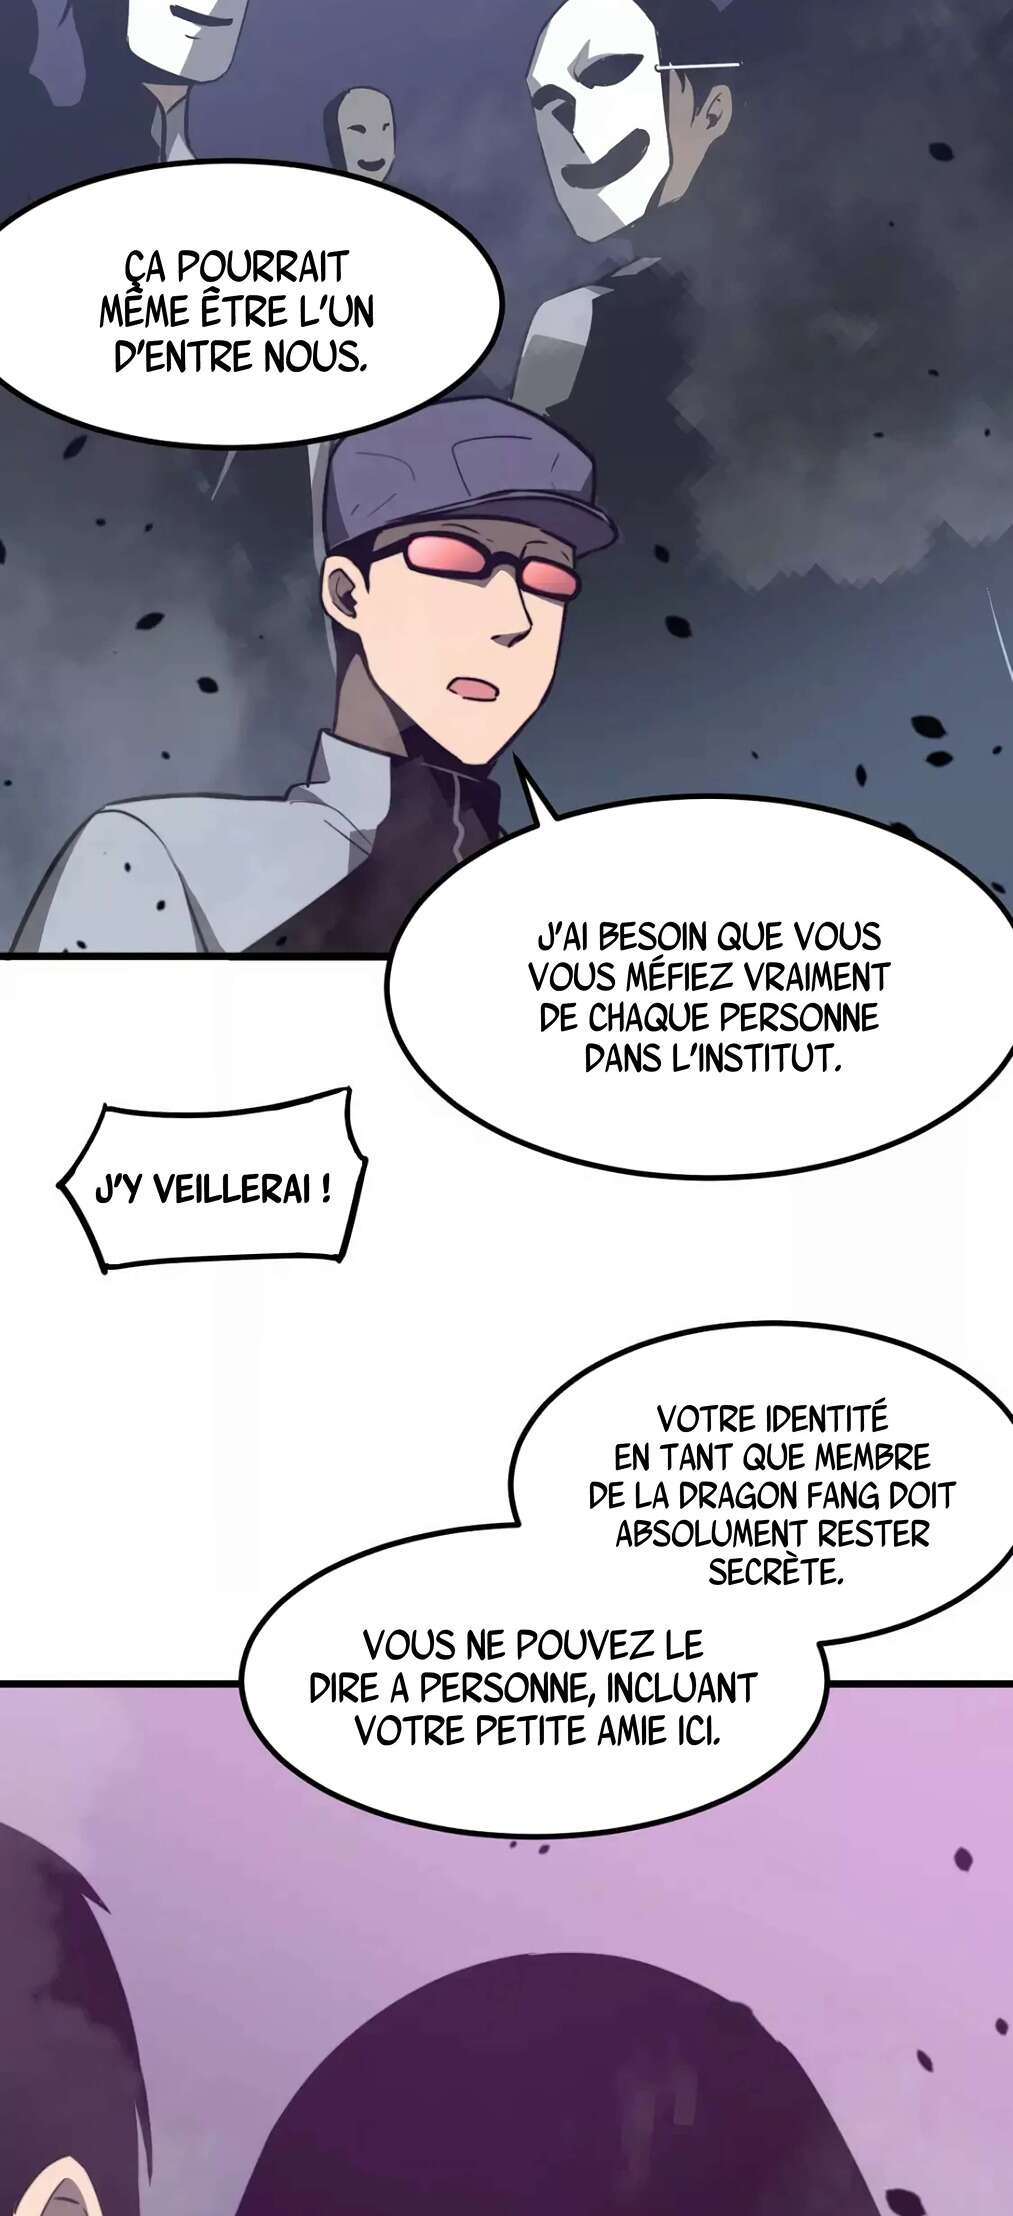 ÇA POURRAIT
MÊME ÊTRE L'UN
D'ENTRE NOUS.
J'AI BESOIN QUE VOUS
VOUS MÉFIEZ VRAIMENT
DE CHAQUE PERSONNE
DANS L'INSTITUT.
J'Y VEILLERAI !
VOTRE IDENTITÉ
EN TANT QUE MEMBRE
DE LA DRAGON FANG DOIT
ABSOLUMENT RESTER
SECRÈTE.
VOUS NE POUVEZ LE
DIRE A PERSONNE, INCLUANT
VOTRE PETITE AMIE ICI.